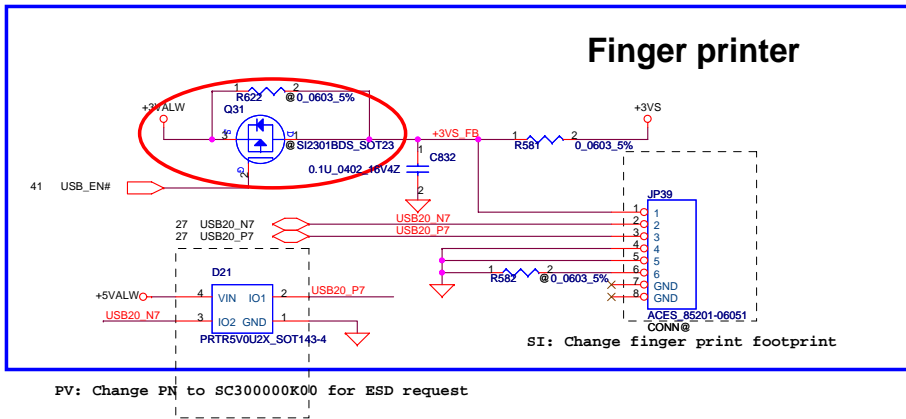 Finger printer
1 2
R622 @0_0603_5%
Q31
+3VALW
+3VS
3 S D 1
+3VS_FB
1 2
R581 0_0603_5%
@SI2301BDS_SOT23
G
2
1
C832
0.1U_0402_16V4Z
2
41 USB_EN#
JP39
27 USB20_N7
USB20_N7
27 USB20_P7
USB20_P7
1 1
2 2
3 3
4 4
5 5
6 6
7 GND
8 GND
1 2
R582 @0_0603_5%
D21
+5VALW
4 VIN IO1 2
USB20_P7
USB20_N7
3 IO2 GND 1
PRTR5V0U2X_SOT143-4
ACES_85201-06051
CONN@
SI: Change finger print footprint
PV: Change PN to SC300000K00 for ESD request